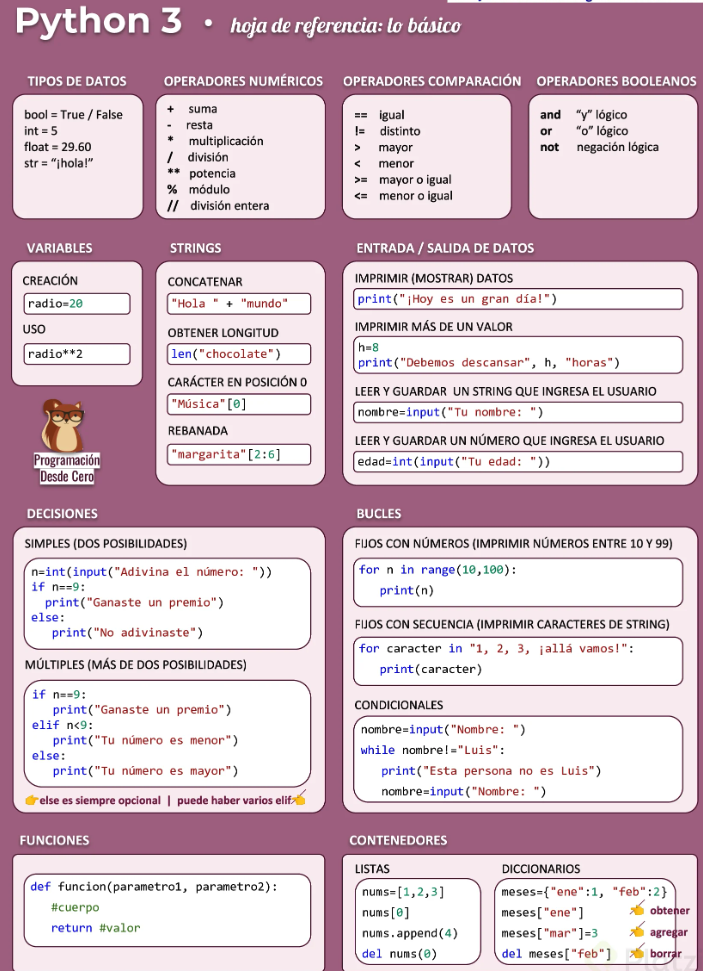 Python 3 · hoja de referencia: lo básico
TIPOS DE DATOS
bool = True / False
int = 5
float = 29.60
str = “¡hola!”
OPERADORES NUMÉRICOS
+ suma
- resta
* multiplicación
/ división
** potencia
% módulo
// división entera
OPERADORES COMPARACIÓN
== igual
!= distinto
> mayor
< menor
>= mayor o igual
<= menor o igual
OPERADORES BOOLEANOS
and “y” lógico
or “o” lógico
not negación lógica
VARIABLES
CREACIÓN
radio=20
USO
radio**2
Programación
Desde Cero
STRINGS
CONCATENAR
"Hola " + "mundo"
OBTENER LONGITUD
len("chocolate")
CARÁCTER EN POSICIÓN 0
"Música"[0]
REBANADA
"margarita"[2:6]
ENTRADA / SALIDA DE DATOS
IMPRIMIR (MOSTRAR) DATOS
print("¡Hoy es un gran día!")
IMPRIMIR MÁS DE UN VALOR
h=8
print("Debemos descansar", h, "horas")
LEER Y GUARDAR UN STRING QUE INGRESA EL USUARIO
nombre=input("Tu nombre: ")
LEER Y GUARDAR UN NÚMERO QUE INGRESA EL USUARIO
edad=int(input("Tu edad: "))
DECISIONES
SIMPLES (DOS POSIBILIDADES)
n=int(input("Adivina el número: "))
if n==9:
print("Ganaste un premio")
else:
print("No adivinaste")
MÚLTIPLES (MÁS DE DOS POSIBILIDADES)
if n==9:
print("Ganaste un premio")
elif n<9:
print("Tu número es menor")
else:
print("Tu número es mayor")
👉else es siempre opcional | puede haber varios elif
BUCLES
FIJOS CON NÚMEROS (IMPRIMIR NÚMEROS ENTRE 10 Y 99)
for n in range(10,100):
print(n)
FIJOS CON SECUENCIA (IMPRIMIR CARACTERES DE STRING)
for caracter in "1, 2, 3, ¡allá vamos!":
print(caracter)
CONDICIONALES
nombre=input("Nombre: ")
while nombre!="Luis":
print("Esta persona no es Luis")
nombre=input("Nombre: ")
FUNCIONES
def funcion(parametro1, parametro2):
#cuerpo
return #valor
CONTENEDORES
LISTAS
nums=[1,2,3]
nums[0]
nums.append(4)
del nums(0)
DICCIONARIOS
meses={"ene":1, "feb":2}
meses["ene"] obtener
meses["mar"]=3 agregar
del meses["feb"] borrar